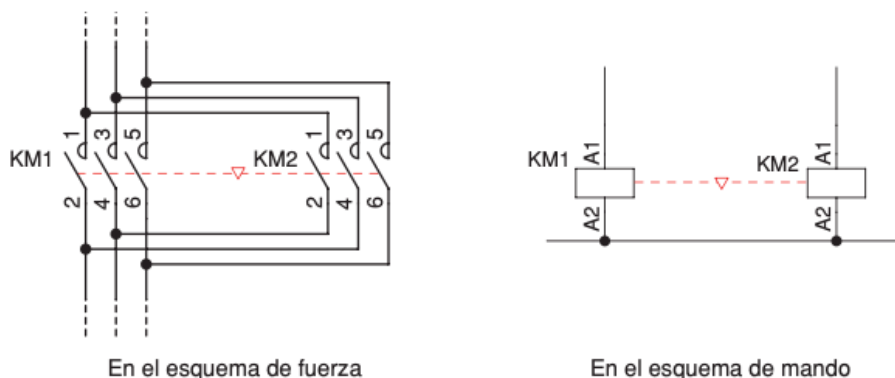 1 3 5 1 3 5
KM1 KM2
2 4 6 2 4 6
A1 A1
KM1 KM2
A2 A2
En el esquema de fuerza
En el esquema de mando